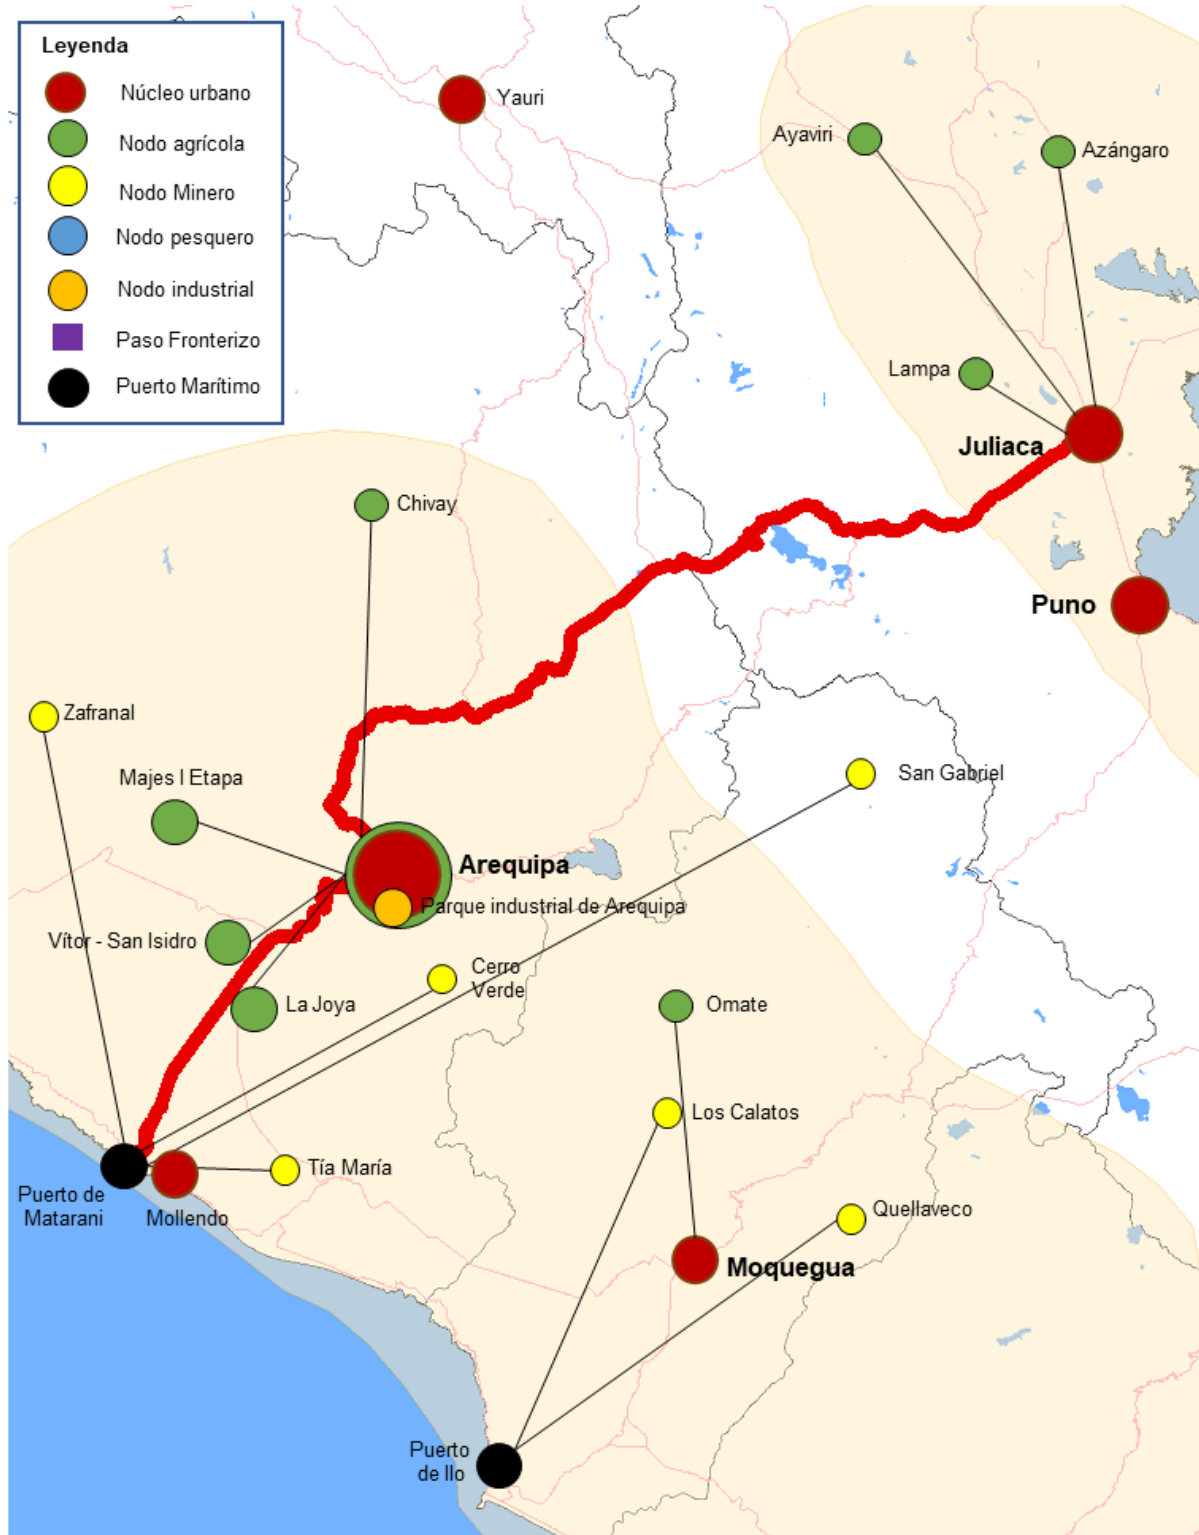 Leyenda
Núcleo urbano
Nodo agrícola
Nodo Minero
Nodo pesquero
Nodo industrial
Paso Fronterizo
Puerto Marítimo
Yauri
Ayaviri
Azángaro
Lampa
Juliaca
Chivay
Puno
Zafranal
Majes I Etapa
San Gabriel
Arequipa
Parque industrial de Arequipa
Vítor - San Isidro
Cerro
Verde
La Joya
Omate
Los Calatos
Tía María
Puerto de
Matarani
Mollendo
Quellaveco
Moquegua
Puerto
de Ilo